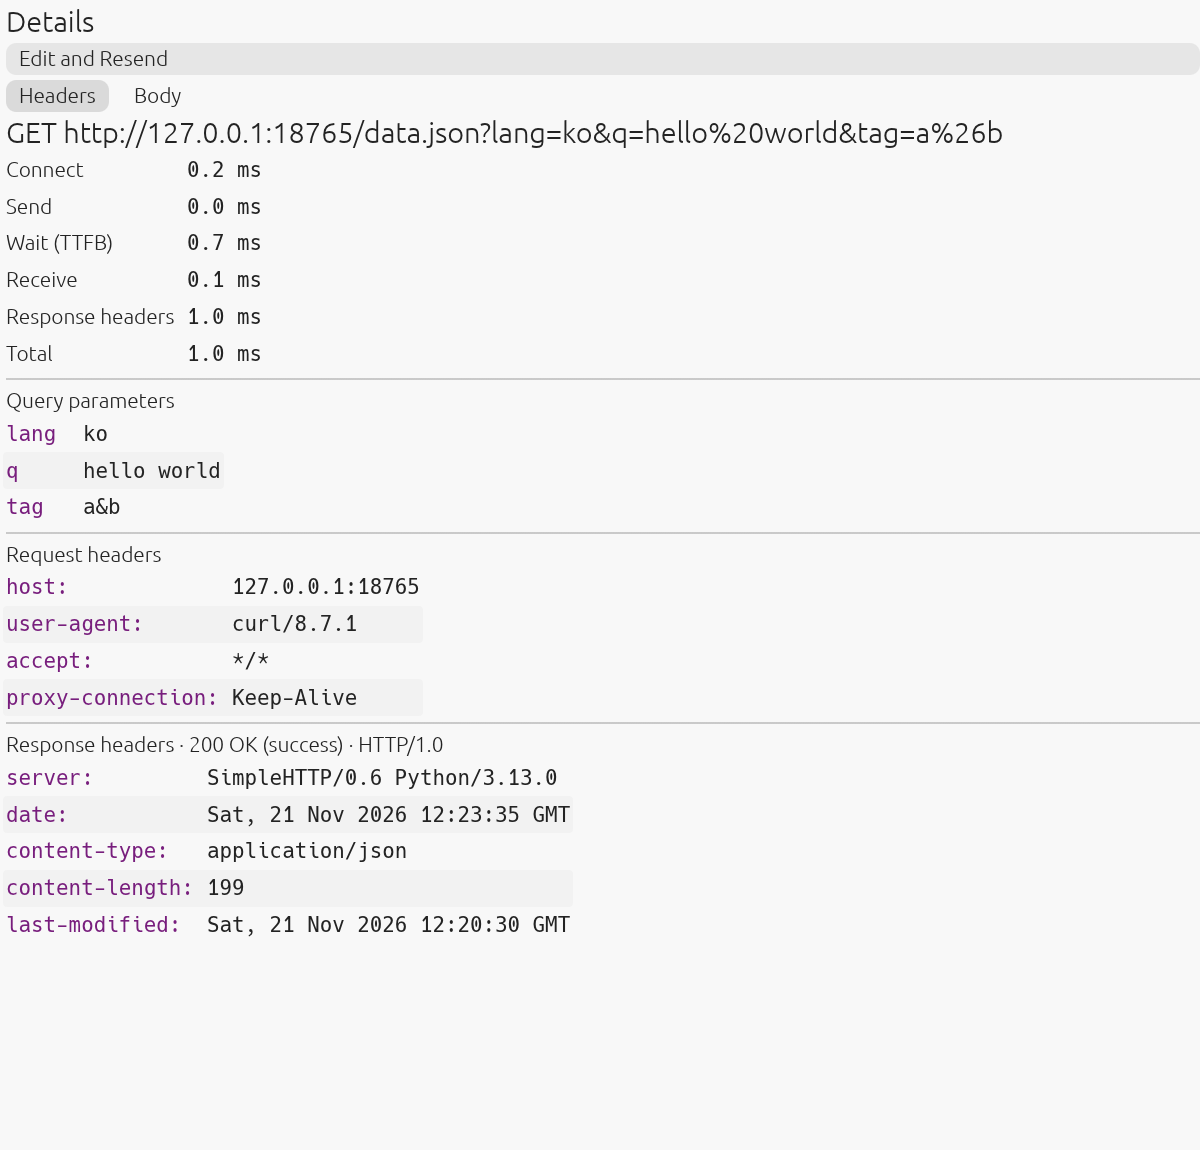 Details
Edit and Resend
Headers Body
GET http://127.0.0.1:18765/data.json?lang=ko&q=hello%20world&tag=a%26b
Connect 0.2 ms
Send 0.0 ms
Wait (TTFB) 0.7 ms
Receive 0.1 ms
Response headers 1.0 ms
Total 1.0 ms
Query parameters
lang ko
q hello world
tag a&b
Request headers
host: 127.0.0.1:18765
user-agent: curl/8.7.1
accept: */*
proxy-connection: Keep-Alive
Response headers · 200 OK (success) · HTTP/1.0
server: SimpleHTTP/0.6 Python/3.13.0
date: Sat, 21 Nov 2026 12:23:35 GMT
content-type: application/json
content-length: 199
last-modified: Sat, 21 Nov 2026 12:20:30 GMT